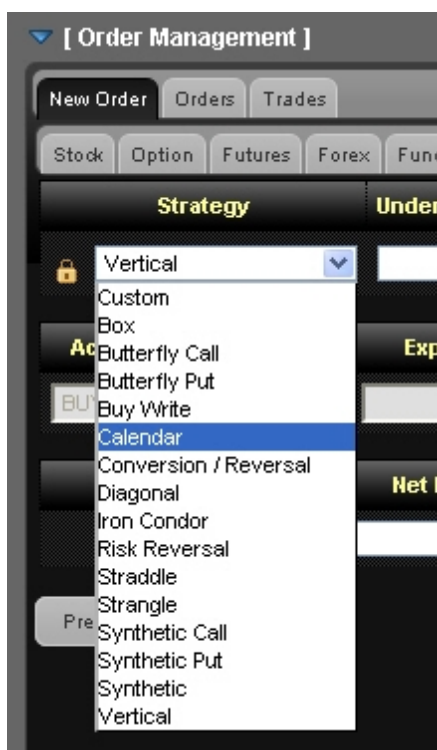 [ Order Management ]
New Order Orders Trades
Stock Option Futures Forex
Strategy
Vertical
Custom
Box
Butterfly Call
Butterfly Put
Buy Write
Calendar
Conversion / Reversal
Diagonal
Iron Condor
Risk Reversal
Straddle
Strangle
Synthetic Call
Synthetic Put
Synthetic
Vertical
Net